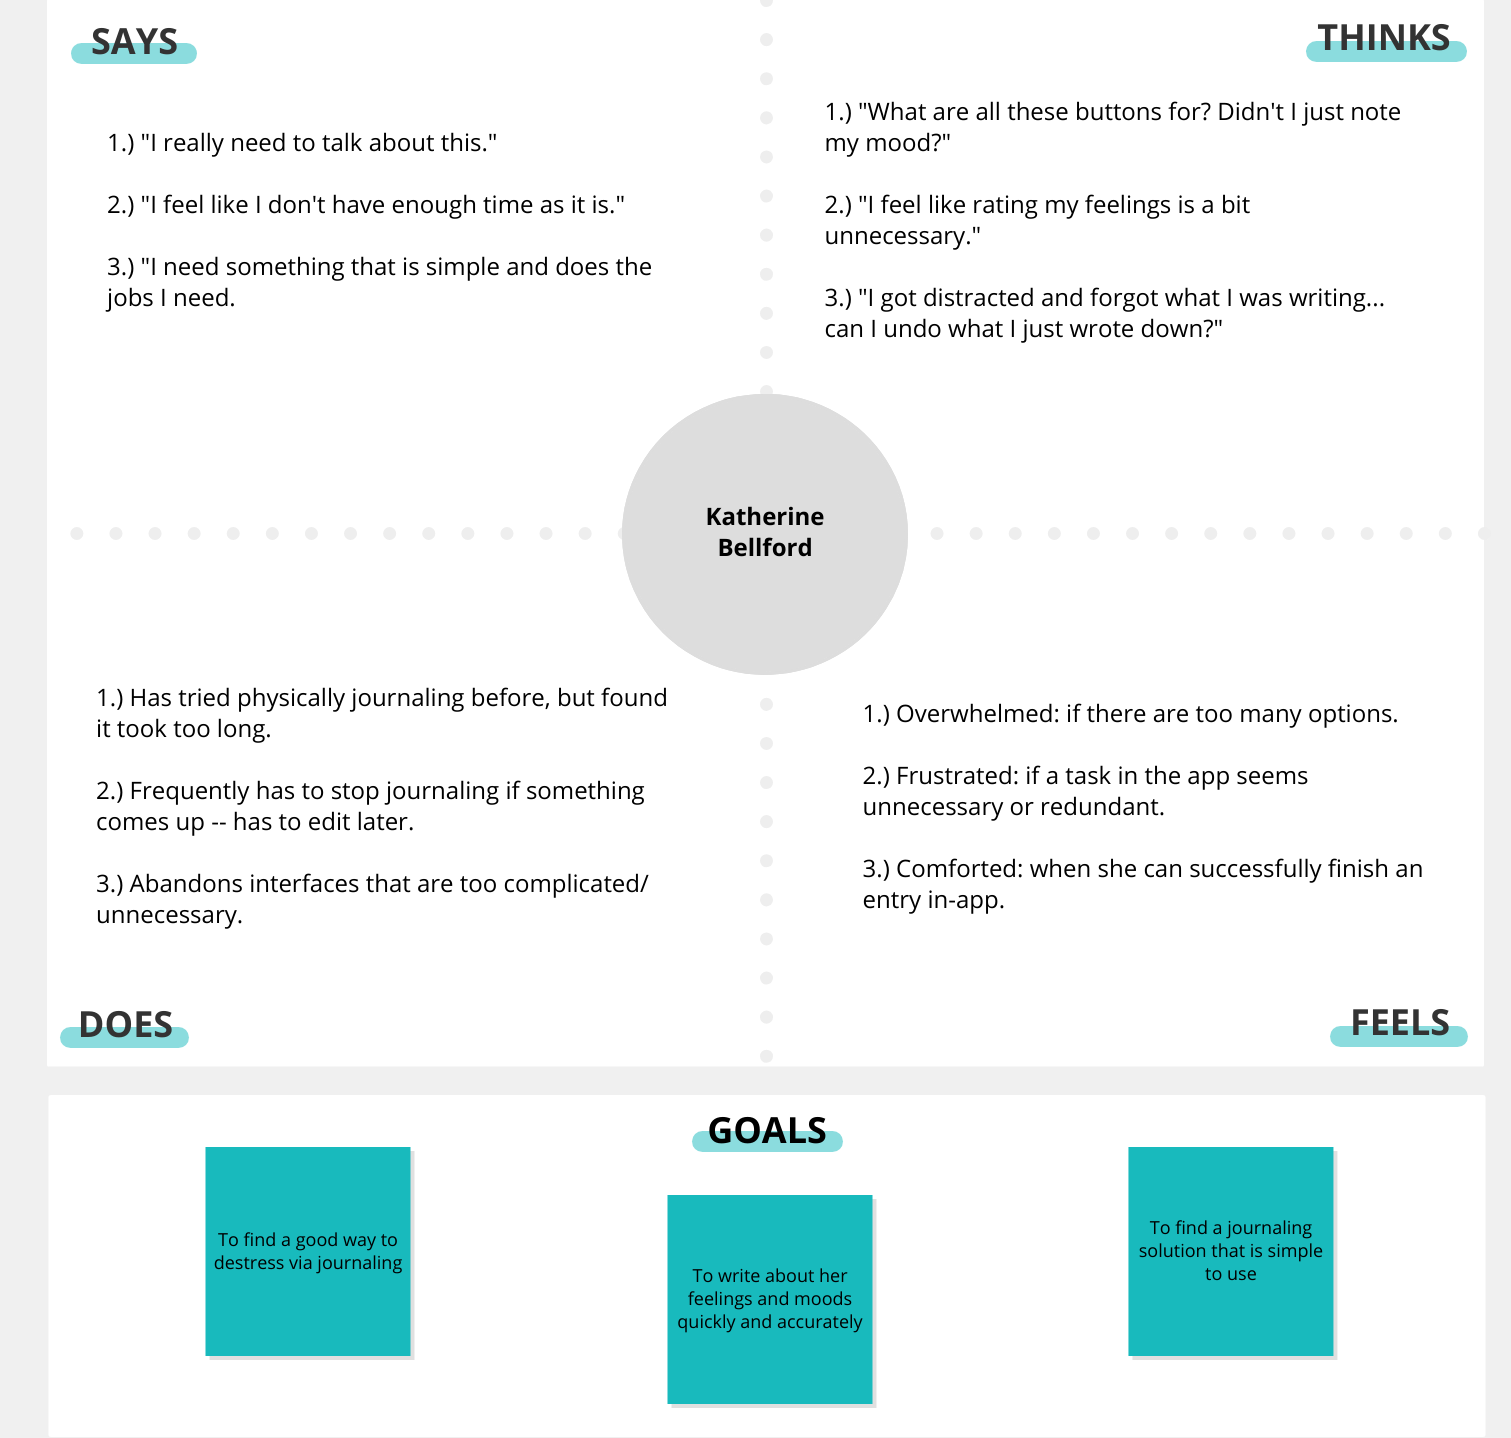 SAYS
1.) "I really need to talk about this."
2.) "I feel like I don't have enough time as it is."
3.) "I need something that is simple and does the
jobs I need.
THINKS
1.) "What are all these buttons for? Didn't I just note
my mood?"
2.) "I feel like rating my feelings is a bit
unnecessary."
3.) "I got distracted and forgot what I was writing...
can I undo what I just wrote down?"
Katherine
Bellford
1.) Has tried physically journaling before, but found
it took too long.
2.) Frequently has to stop journaling if something
comes up -- has to edit later.
3.) Abandons interfaces that are too complicated/
unnecessary.
DOES
1.) Overwhelmed: if there are too many options.
2.) Frustrated: if a task in the app seems
unnecessary or redundant.
3.) Comforted: when she can successfully finish an
entry in-app.
FEELS
GOALS
To find a good way to
destress via journaling
To write about her
feelings and moods
quickly and accurately
To find a journaling
solution that is simple
to use